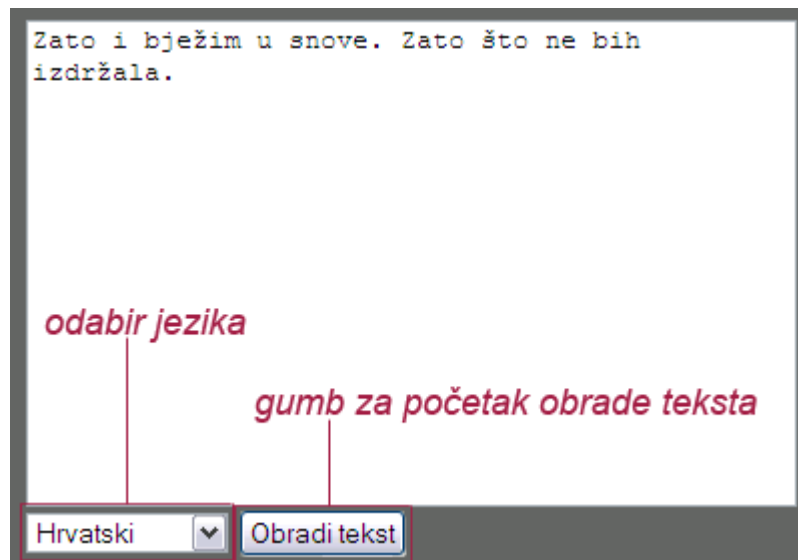 Zato i bježim u snove. Zato što ne bih
izdržala.
odabir jezika
gumb za početak obrade teksta
Hrvatski
Obradi tekst